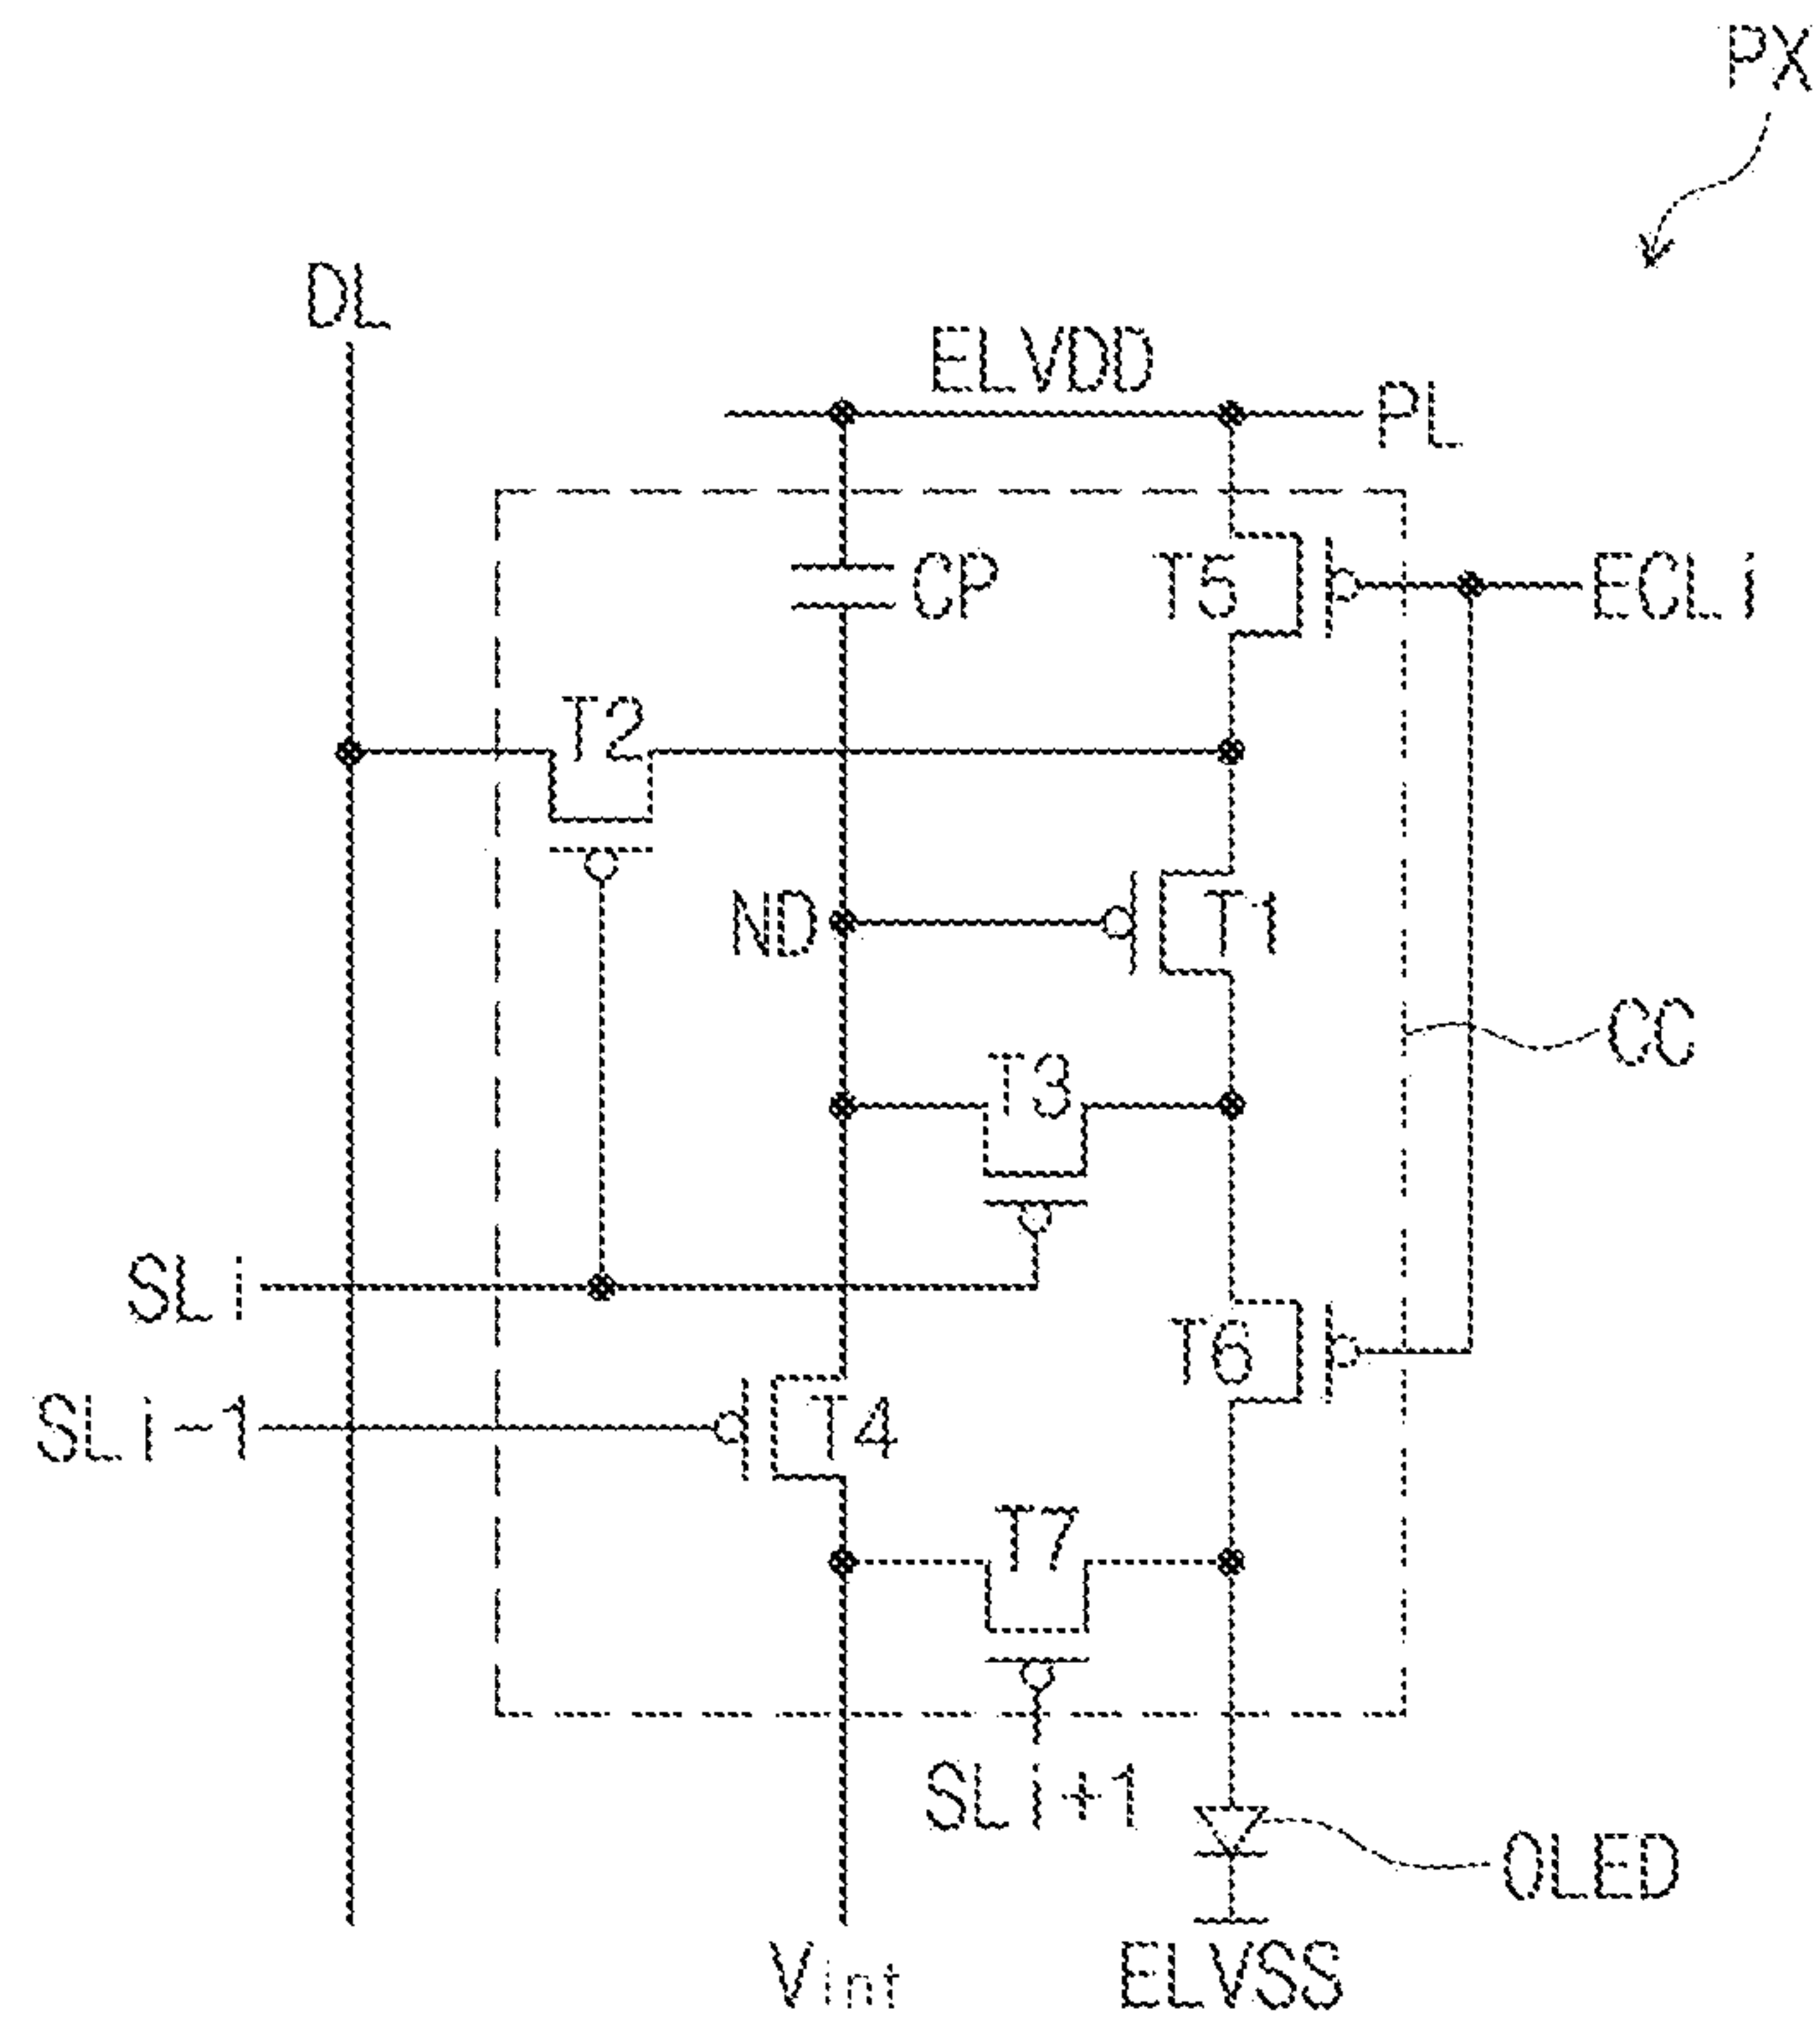 PX
DL
ELVDD
PL
CP
T5
ECLi
T2
ND
T1
CC
T3
SLi
T6
SLi-1
T4
T7
SLi+1
OLED
Vint
ELVSS